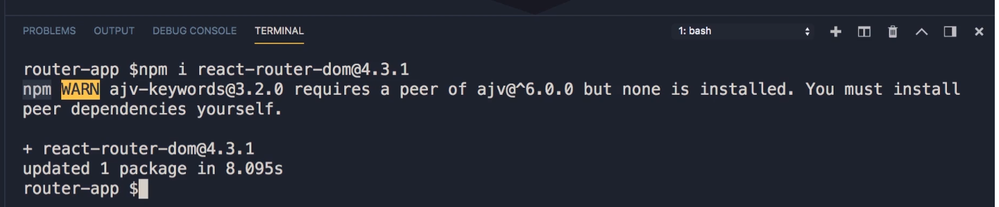 PROBLEMS OUTPUT DEBUG CONSOLE TERMINAL 1: bash
router-app $npm i react-router-dom@4.3.1
npm WARN ajv-keywords@3.2.0 requires a peer of ajv@^6.0.0 but none is installed. You must install
peer dependencies yourself.
+ react-router-dom@4.3.1
updated 1 package in 8.095s
router-app $